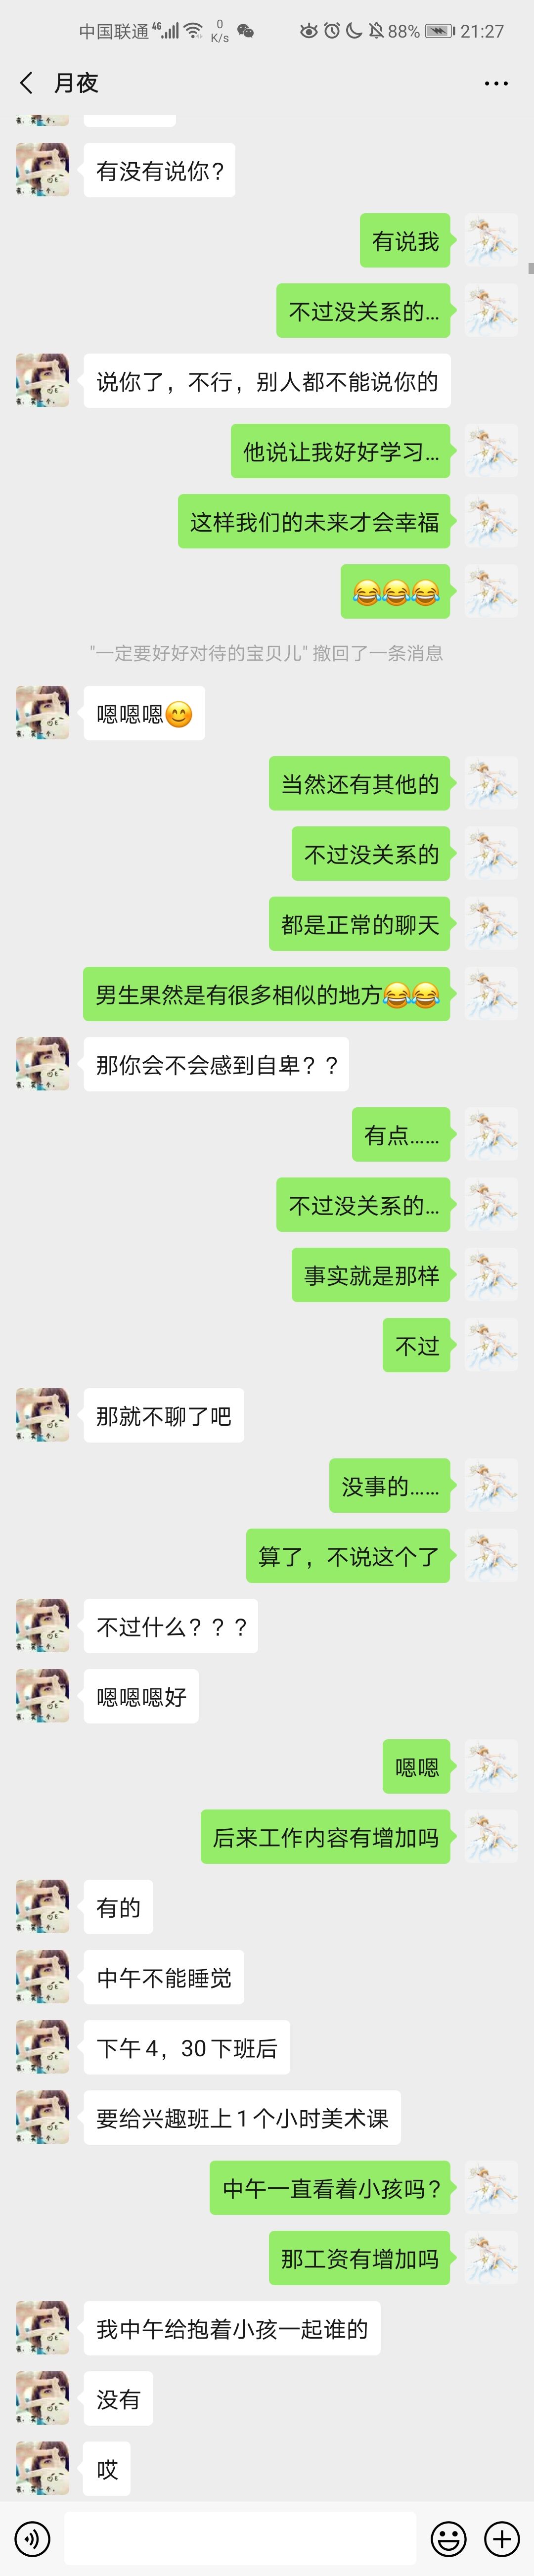 中国联通 4G 0 K/s 88% 21:27
月夜
有没有说你?
有说我
不过没关系的...
说你了，不行，别人都不能说你的
他说让我好好学习...
这样我们的未来才会幸福
😂😂😂
"一定要好好对待的宝贝儿" 撤回了一条消息
嗯嗯嗯😊
当然还有其他的
不过没关系的
都是正常的聊天
男生果然是有很多相似的地方😂😂
那你会不会感到自卑? ?
有点......
不过没关系的...
事实就是那样
不过
那就不聊了吧
没事的......
算了，不说这个了
不过什么? ? ?
嗯嗯嗯好
嗯嗯
后来工作内容有增加吗
有的
中午不能睡觉
下午4，30下班后
要给兴趣班上1个小时美术课
中午一直看着小孩吗?
那工资有增加吗
我中午给抱着小孩一起谁的
没有
哎